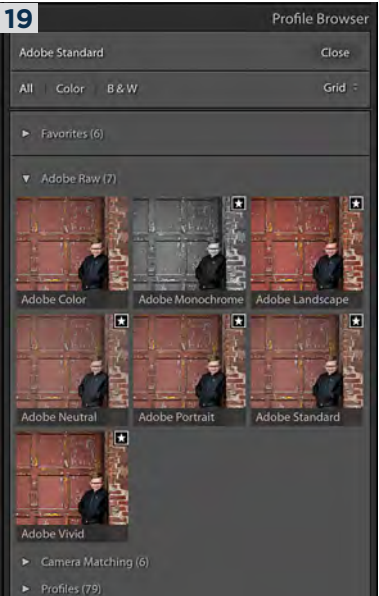 19
Profile Browser
Adobe Standard Close
All Color B & W Grid
Favorites (6)
Adobe Raw (7)
Adobe Color Adobe Monochrome Adobe Landscape
Adobe Neutral Adobe Portrait Adobe Standard
Adobe Vivid
Camera Matching (6)
Profiles (79)